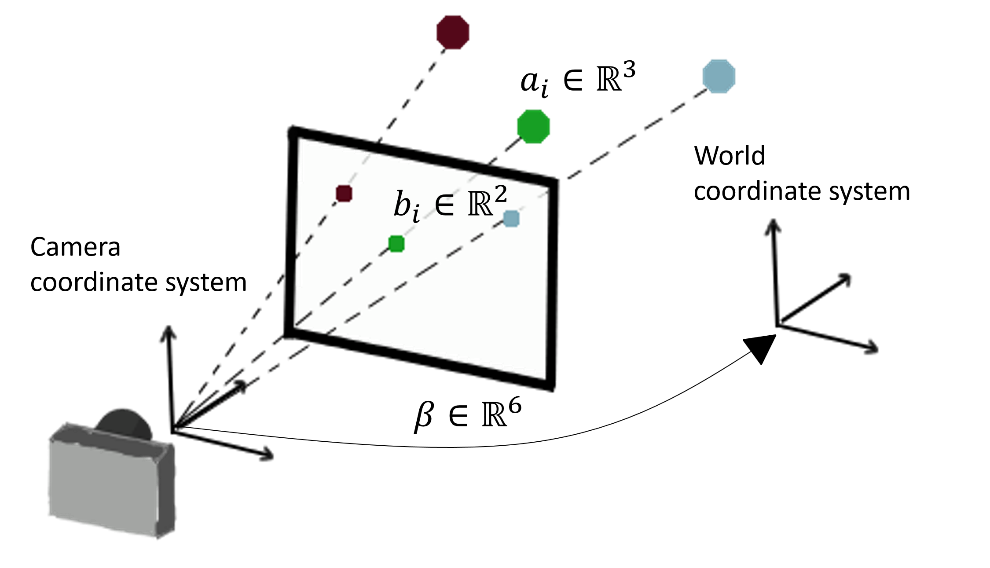 aᵢ ∈ ℝ³
World
coordinate system
bᵢ ∈ ℝ²
Camera
coordinate system
β ∈ ℝ⁶